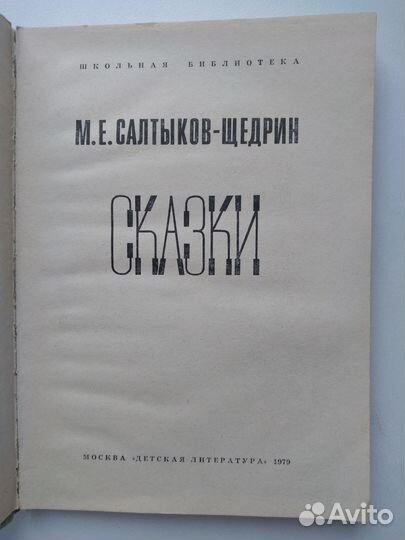 ШКОЛЬНАЯ БИБЛИОТЕКА
М.Е.САЛТЫКОВ-ЩЕДРИН
СКАЗКИ
МОСКВА «ДЕТСКАЯ ЛИТЕРАТУРА» 1979
Avito